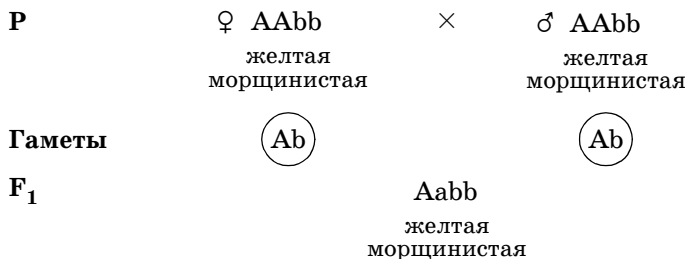 P ♀ AAbb × ♂ AAbb
желтая желтая
морщинистая морщинистая
Гаметы Ab Ab
F₁ Aabb
желтая
морщинистая